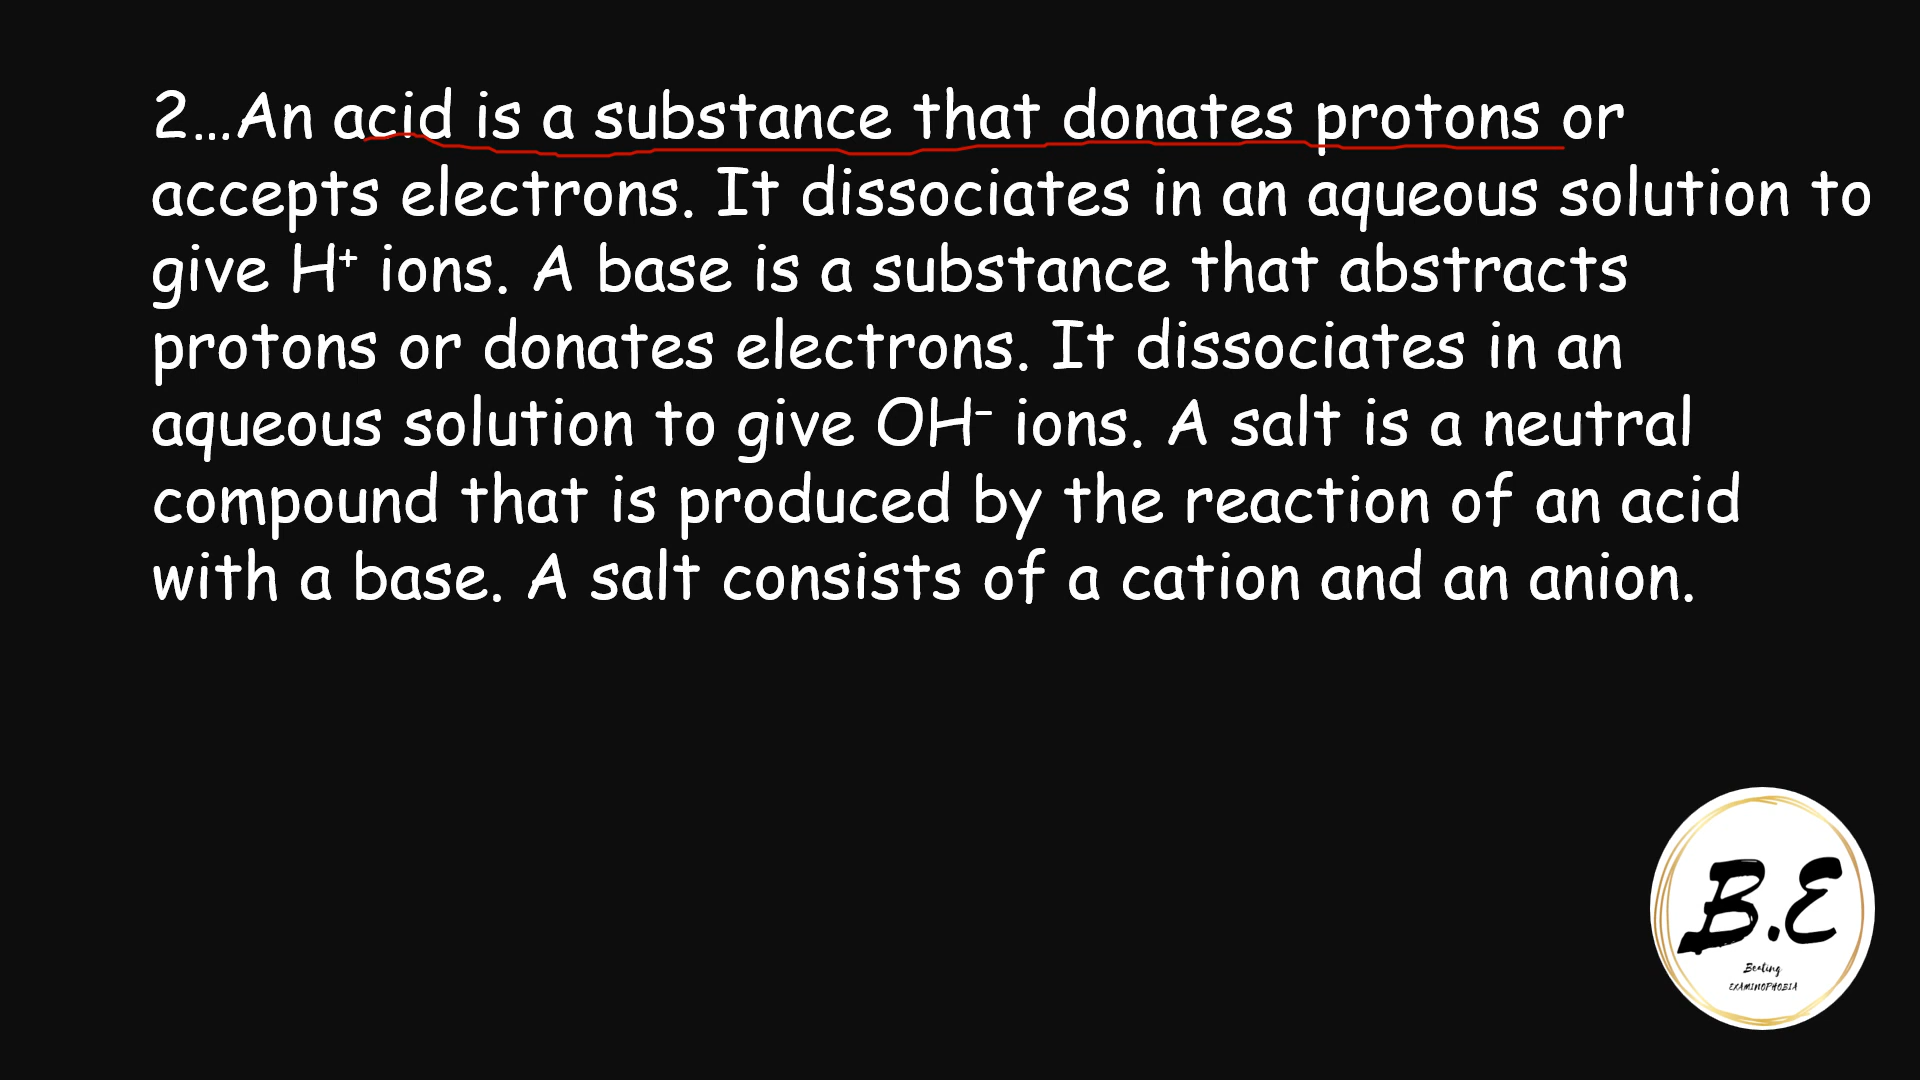 2...An acid is a substance that donates protons or
accepts electrons. It dissociates in an aqueous solution to
give H⁺ ions. A base is a substance that abstracts
protons or donates electrons. It dissociates in an
aqueous solution to give OH⁻ ions. A salt is a neutral
compound that is produced by the reaction of an acid
with a base. A salt consists of a cation and an anion.
B.E
Beating
EXAMINOPHOBIA